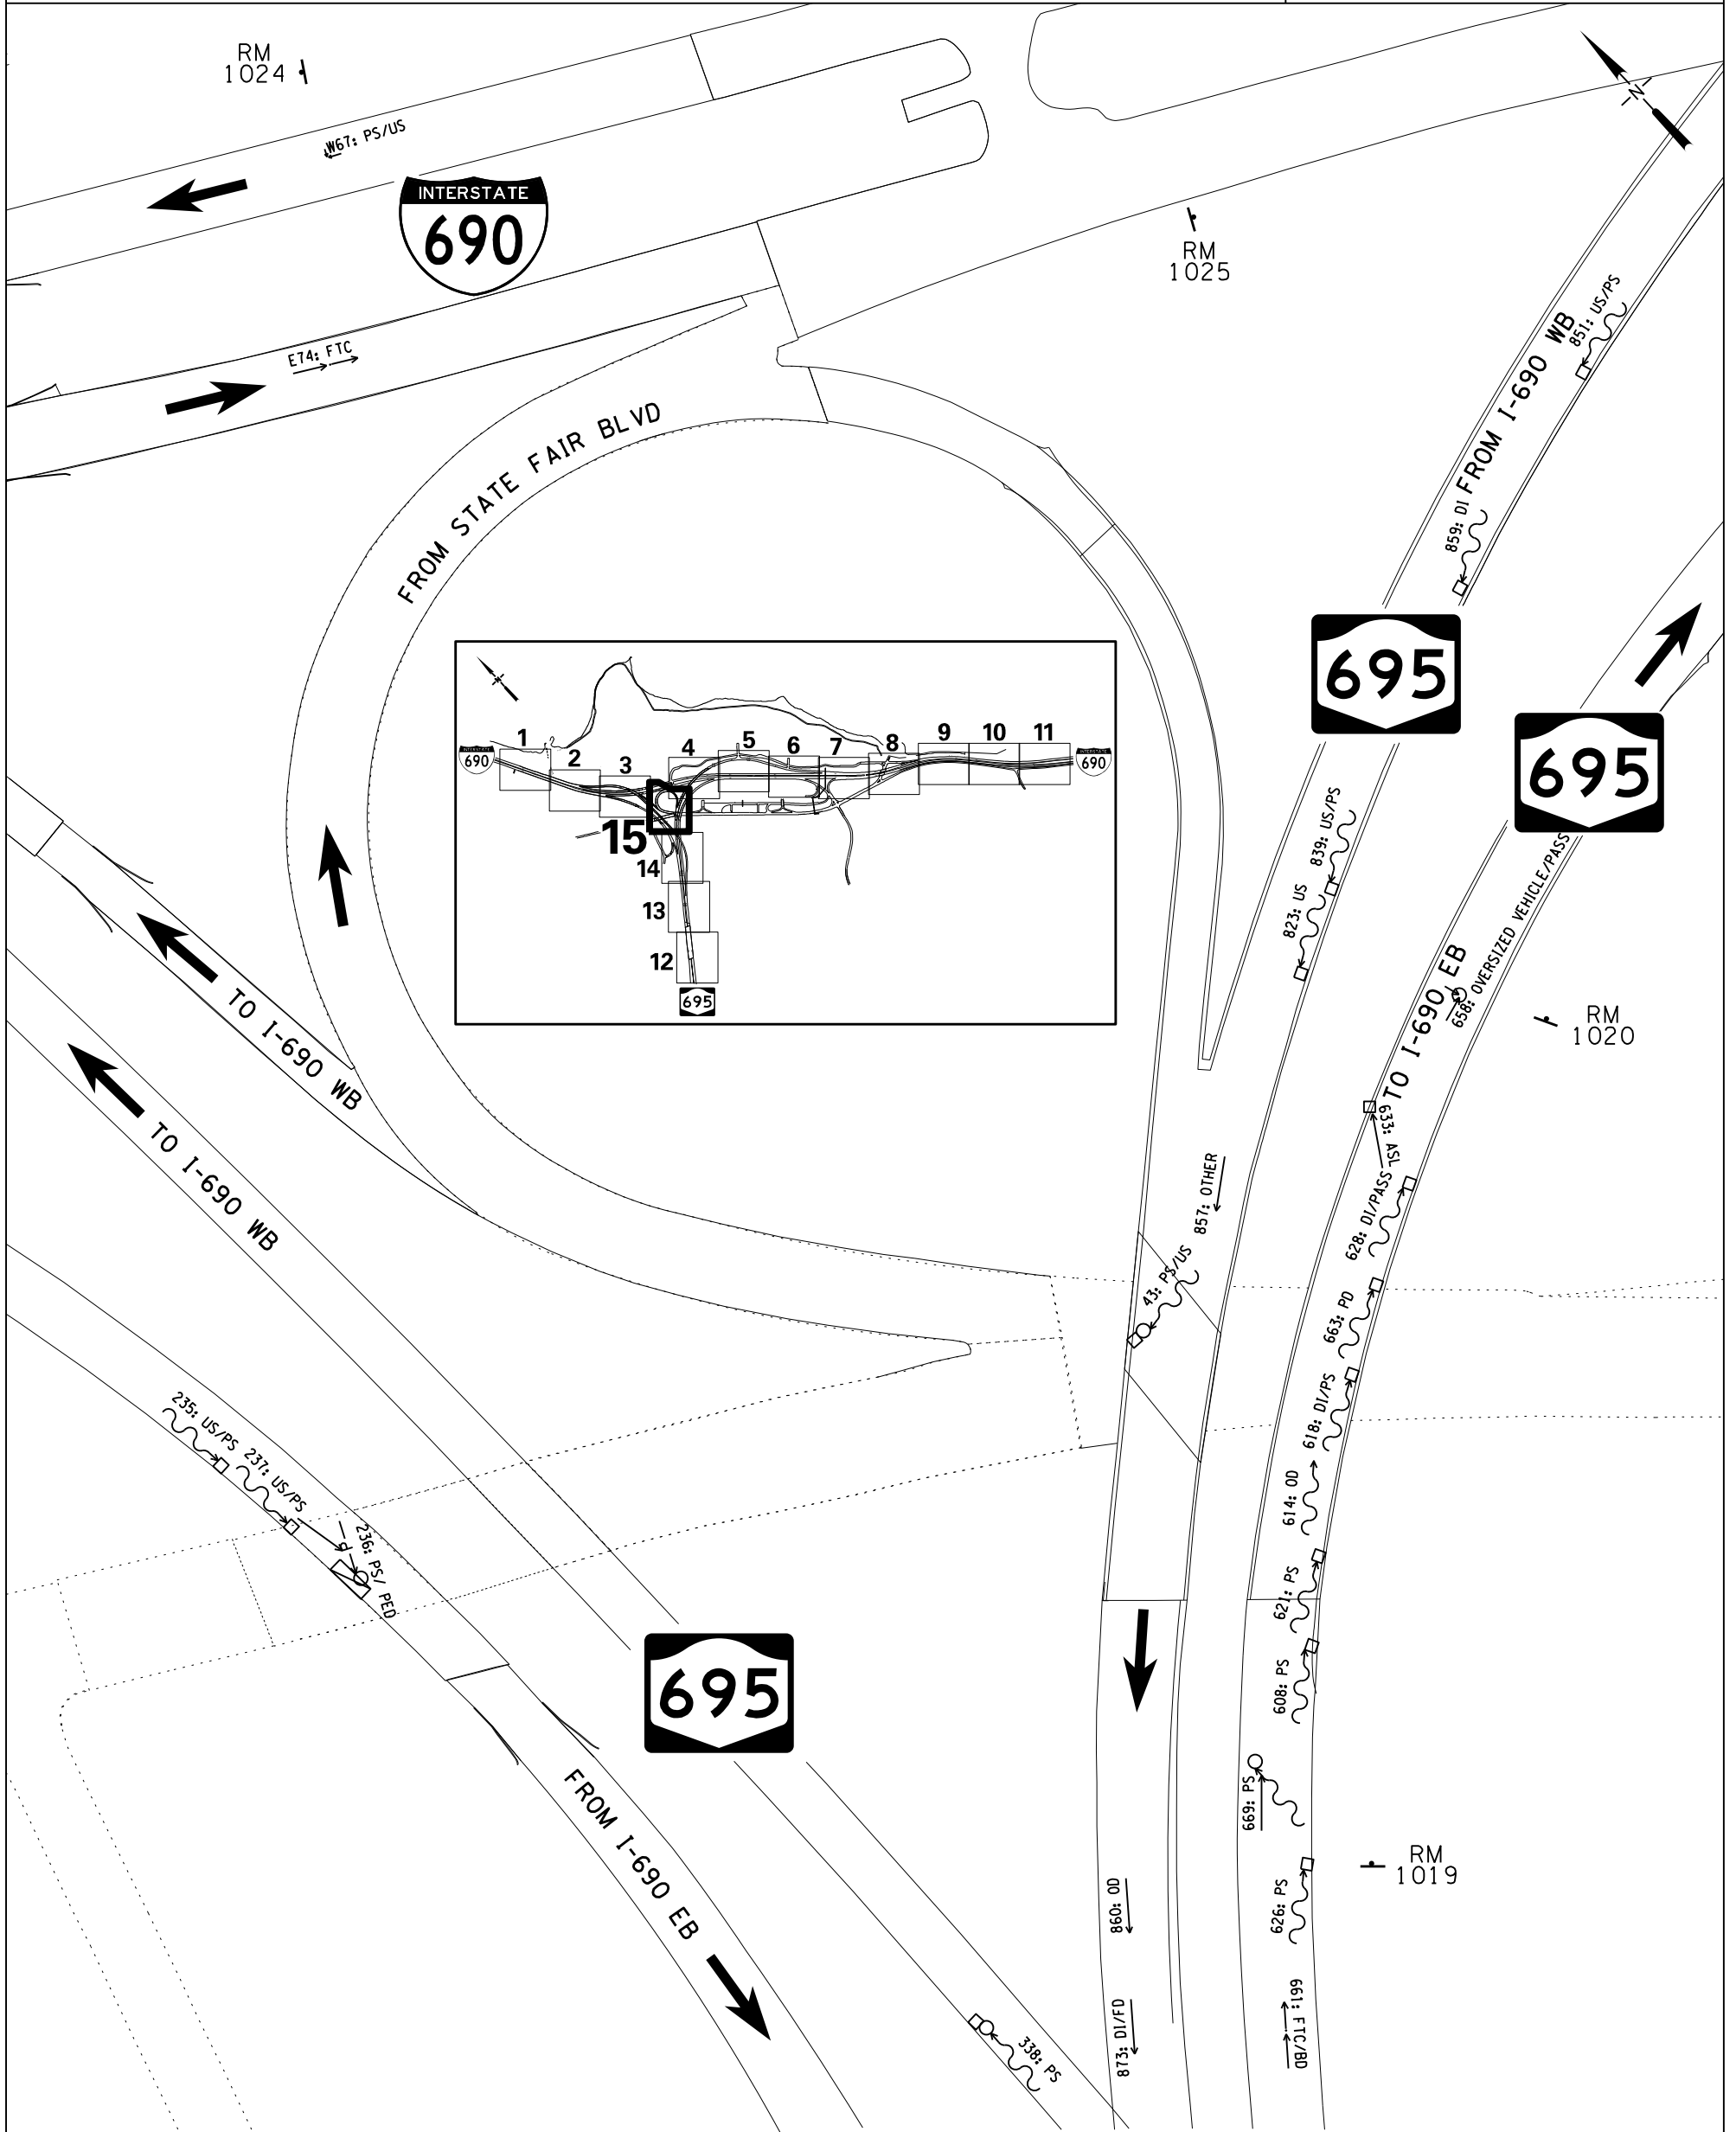 RM
1024
W67: PS/US
INTERSTATE
690
N
RM
1025
E74: FTC
FROM STATE FAIR BLVD
851: US/PS
FROM I-690 WB
859: DI
695
695
1
2
3
4
5
6
7
8
9
10
11
INTERSTATE
690
INTERSTATE
690
15
14
13
12
695
839: US/PS
823: US
TO I-690 EB
658: OVERSIZED VEHICLE/PASS
RM
1020
TO I-690 WB
TO I-690 WB
633: ASL
628: DI/PASS
857: OTHER
43: PS/US
663: PD
618: DI/PS
614: OD
621: PS
608: PS
669: PS
626: PS
661: FTC/BD
RM
1019
235: US/PS
237: US/PS
236: PS/ PED
695
FROM I-690 EB
860: OD
873: DI/FD
338: PS